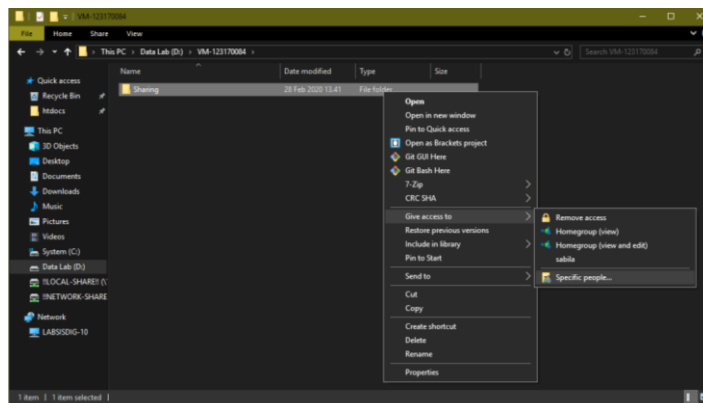 VM-123170084
File Home Share View
This PC > Data Lab (D:) > VM-123170084 >
Search VM-123170084
Name Date modified Type Size
Sharing 28 Feb 2020 13.41 File folder
Quick access
Recycle Bin
htdocs
This PC
3D Objects
Desktop
Documents
Downloads
Music
Pictures
Videos
System (C:)
Data Lab (D:)
!!LOCAL-SHARE!! (\
!!NETWORK-SHARE
Network
LABSISDIG-10
Open
Open in new window
Pin to Quick access
Open as Brackets project
Git GUI Here
Git Bash Here
7-Zip
CRC SHA
Give access to
Restore previous versions
Include in library
Pin to Start
Send to
Cut
Copy
Create shortcut
Delete
Rename
Properties
Remove access
Homegroup (view)
Homegroup (view and edit)
sabila
Specific people...
1 item 1 item selected